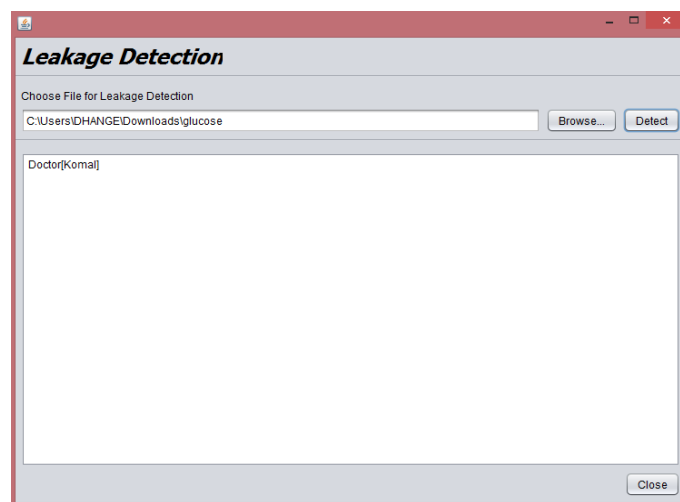 Leakage Detection
Choose File for Leakage Detection
C:\Users\DHANGE\Downloads\glucose
Browse...
Detect
Doctor[Komal]
Close